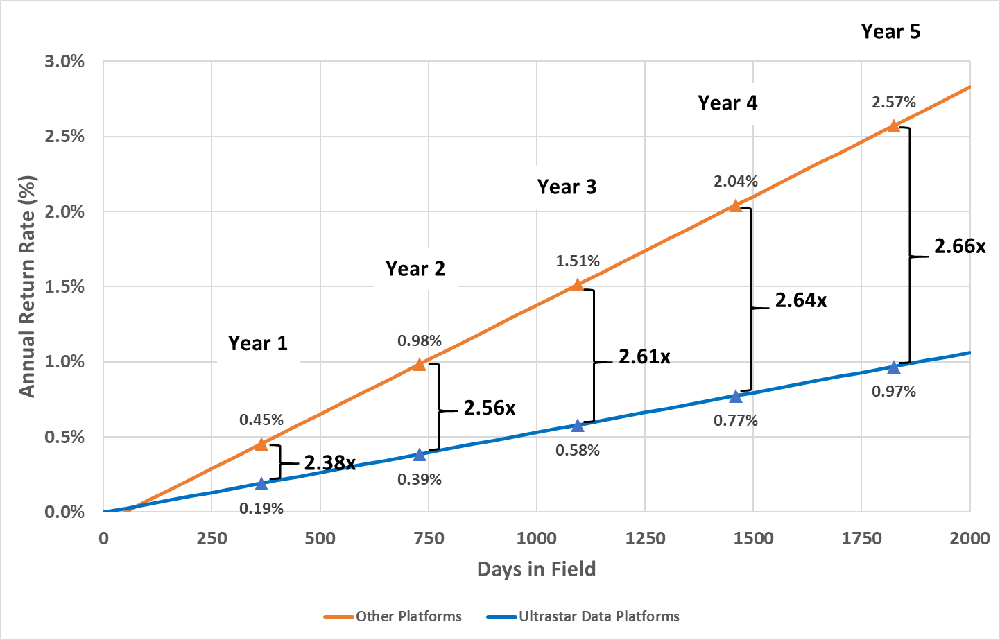 Year 5
3.0%
Year 4
2.57%
2.5%
Year 3
2.04%
2.0%
2.66x
Year 2
1.51%
1.5%
2.64x
Year 1
0.98%
1.0%
2.61x
0.97%
2.56x
0.45%
0.77%
0.5%
0.58%
2.38x
0.39%
0.19%
0.0%
Annual Return Rate (%)
0 250 500 750 1000 1250 1500 1750 2000
Days in Field
Other Platforms
Ultrastar Data Platforms